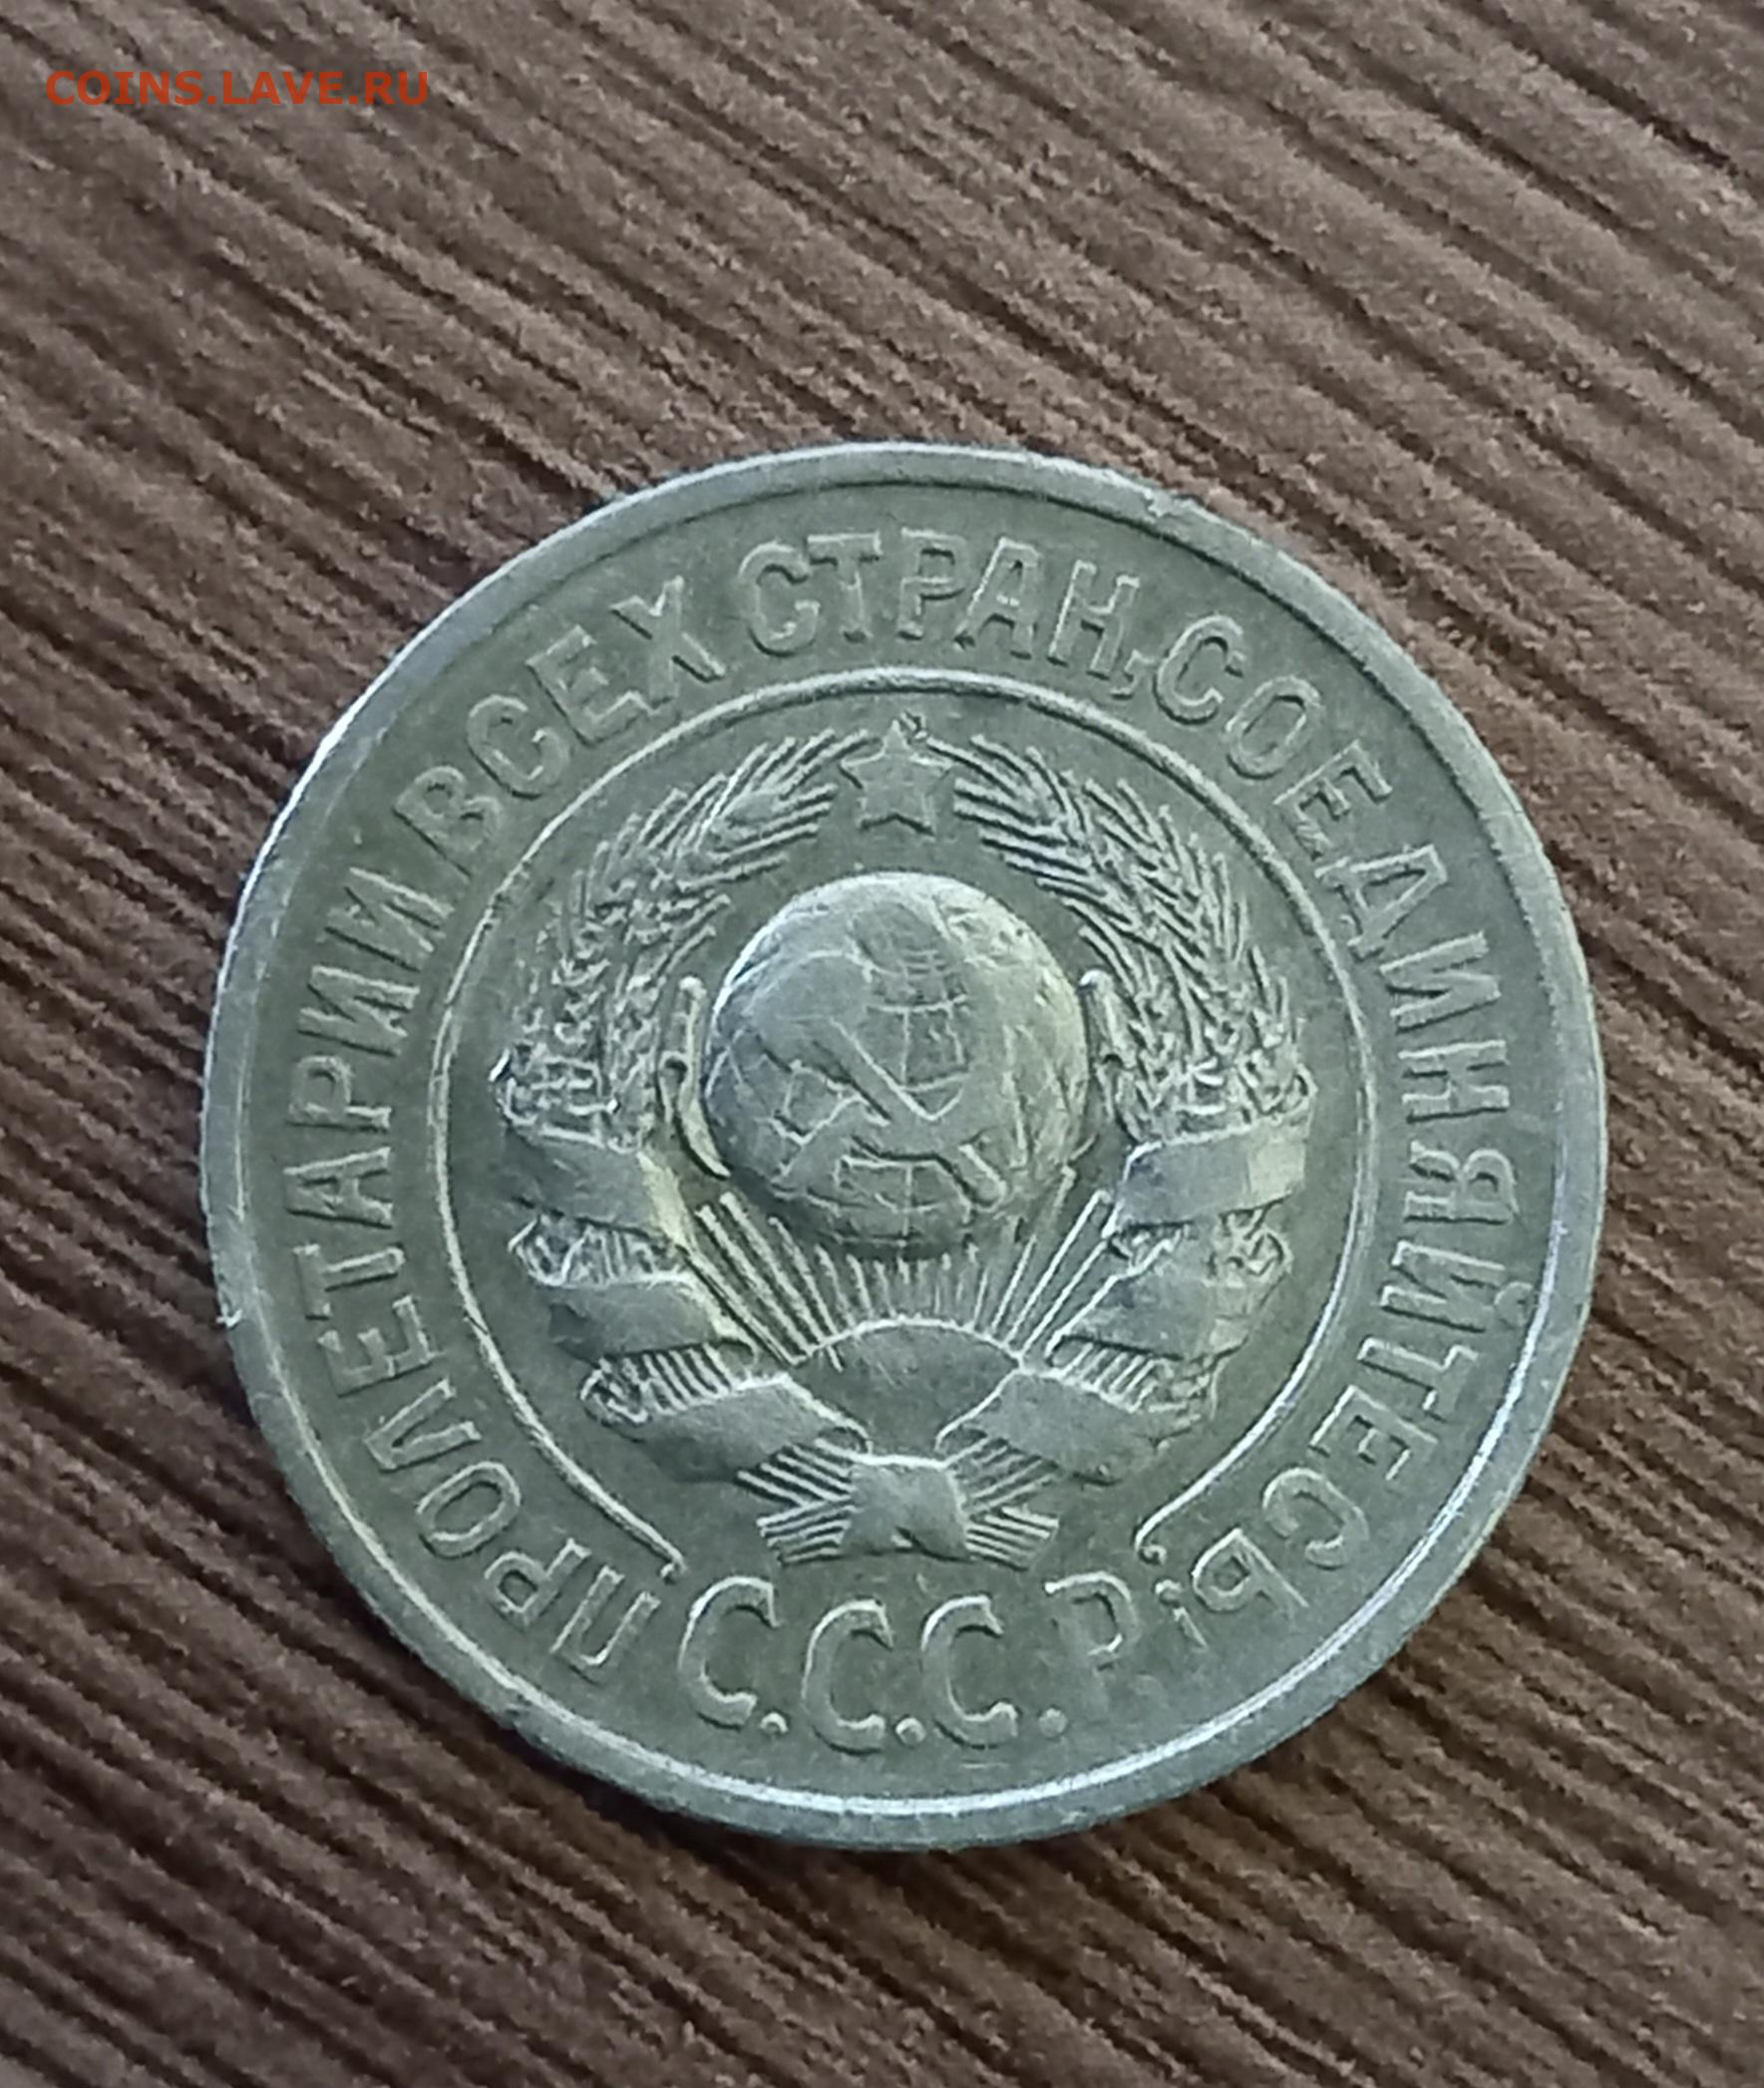 COINS.LAVE.RU
ПРОЛЕТАРИИ ВСЕХ СТРАН, СОЕДИНЯЙТЕСЬ!
С.С.С.Р.